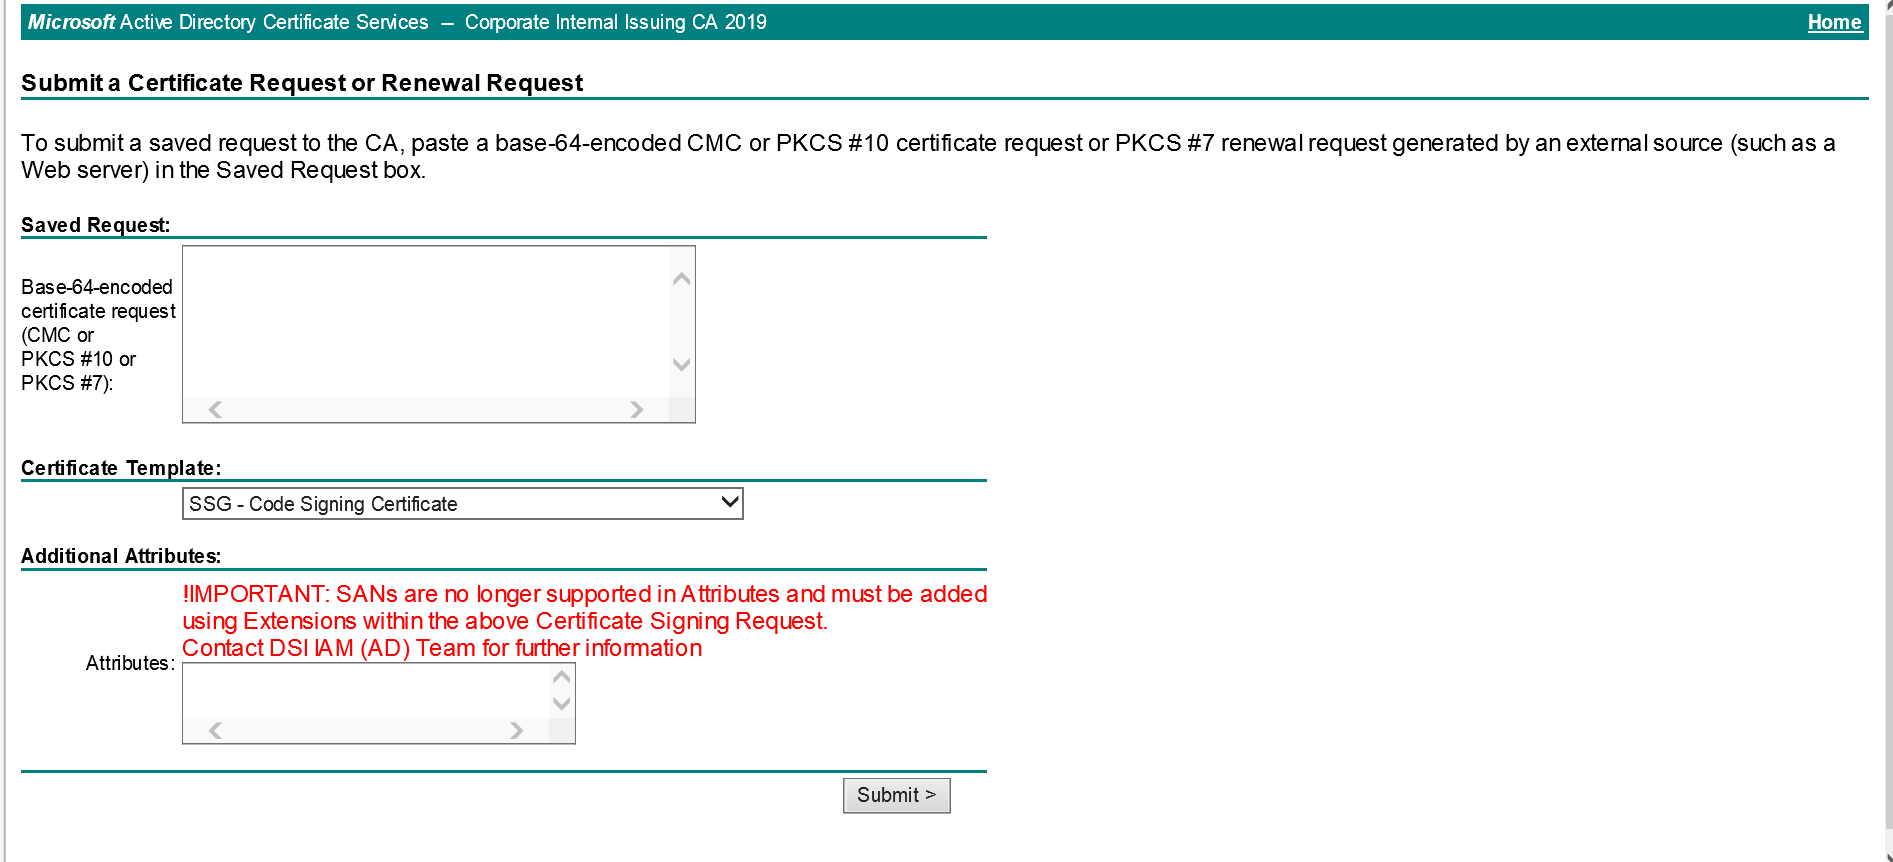 Microsoft Active Directory Certificate Services -- Corporate Internal Issuing CA 2019
Home
Submit a Certificate Request or Renewal Request
To submit a saved request to the CA, paste a base-64-encoded CMC or PKCS #10 certificate request or PKCS #7 renewal request generated by an external source (such as a
Web server) in the Saved Request box.
Saved Request:
Base-64-encoded
certificate request
(CMC or
PKCS #10 or
PKCS #7):
Certificate Template:
SSG - Code Signing Certificate
Additional Attributes:
!IMPORTANT: SANs are no longer supported in Attributes and must be added
using Extensions within the above Certificate Signing Request.
Contact DSI IAM (AD) Team for further information
Attributes:
Submit >